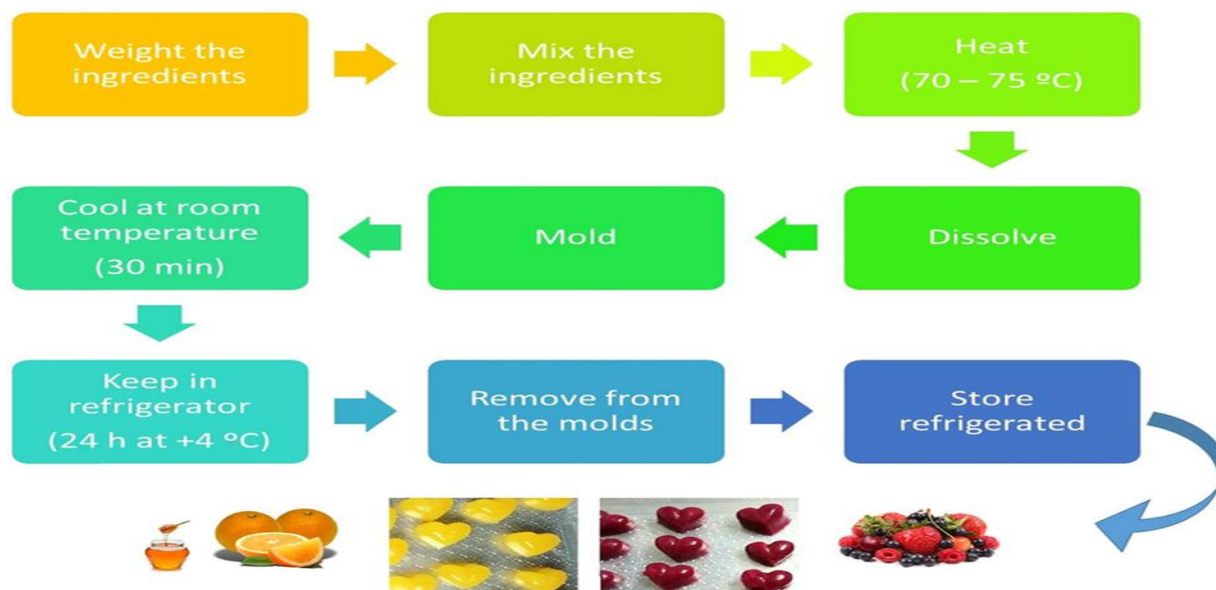 Weight the
ingredients
Mix the
ingredients
Heat
(70 – 75 ºC)
Dissolve
Mold
Cool at room
temperature
(30 min)
Keep in
refrigerator
(24 h at +4 ºC)
Remove from
the molds
Store
refrigerated